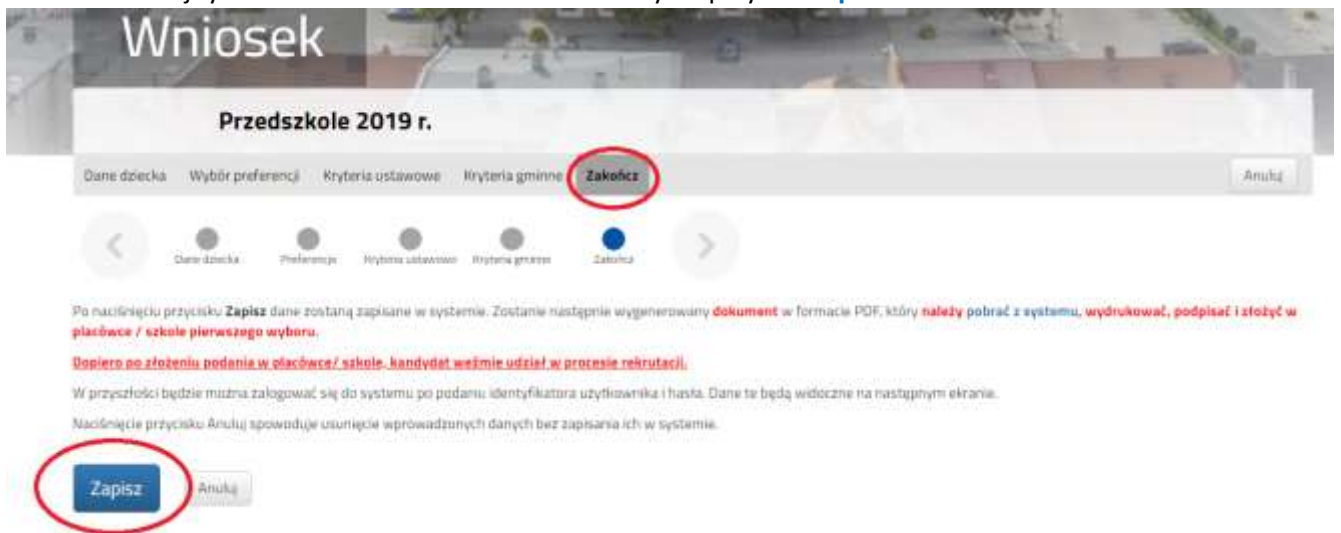 Wniosek
Przedszkole 2019 r.
Dane dziecka Wybór preferencji Kryteria ustawowe Kryteria gminne Zakończ Anuluj
Dane dziecka Preferencje Kryteria ustawowe Kryteria gminne Zakończ
Po naciśnięciu przycisku Zapisz dane zostaną zapisane w systemie. Zostanie następnie wygenerowany dokument w formacie PDF, który należy pobrać z systemu, wydrukować, podpisać i złożyć w
placówce / szkole pierwszego wyboru.
Dopiero po złożeniu podania w placówce/ szkole, kandydat weźmie udział w procesie rekrutacji.
W przyszłości będzie można zalogować się do systemu po podaniu identyfikatora użytkownika i hasła. Dane te będą widoczne na następnym ekranie.
Naciśnięcie przycisku Anuluj spowoduje usunięcie wprowadzonych danych bez zapisania ich w systemie.
Zapisz Anuluj